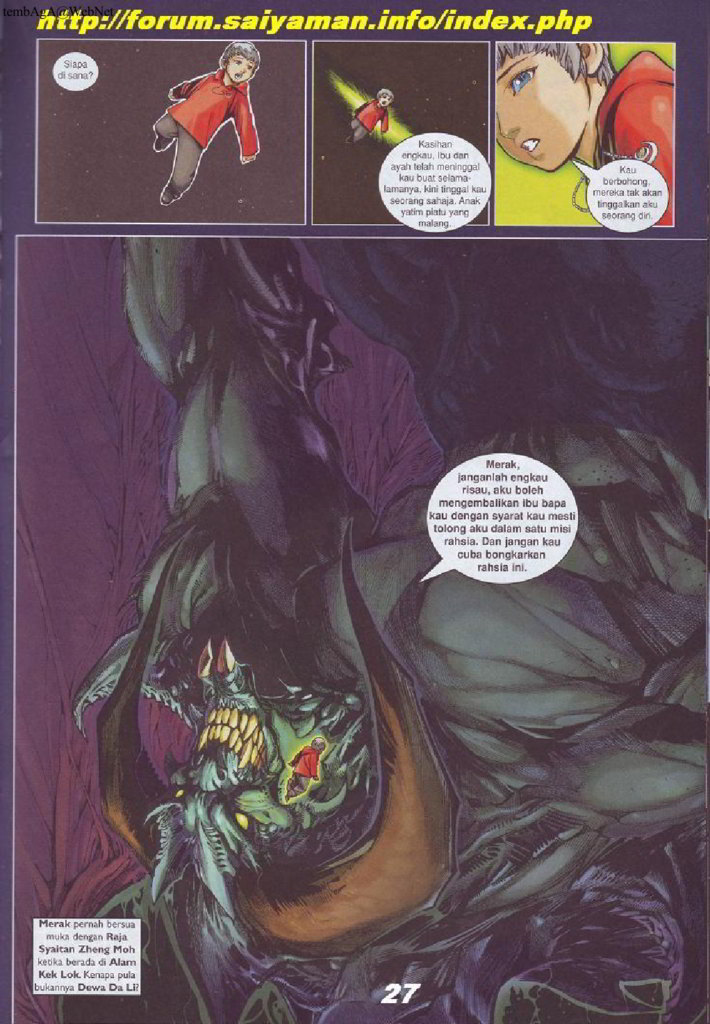 tembAgA@WebNet
http://forum.saiyaman.info/index.php
Siapa
di sana?
Kasihan
engkau, ibu dan
ayah telah meninggal
kau buat selama-
lamanya, kini tinggal kau
seorang sahaja. Anak
yatim piatu yang
malang.
Kau
berbohong,
mereka tak akan
tinggalkan aku
seorang diri.
Merak,
janganlah engkau
risau, aku boleh
mengembalikan ibu bapa
kau dengan syarat kau mesti
tolong aku dalam satu misi
rahsia. Dan jangan kau
cuba bongkarkan
rahsia ini.
Merak pernah bersua
muka dengan Raja
Syaitan Zheng Moh
ketika berada di Alam
Kek Lok. Kenapa pula
bukannya Dewa Da Li?
27